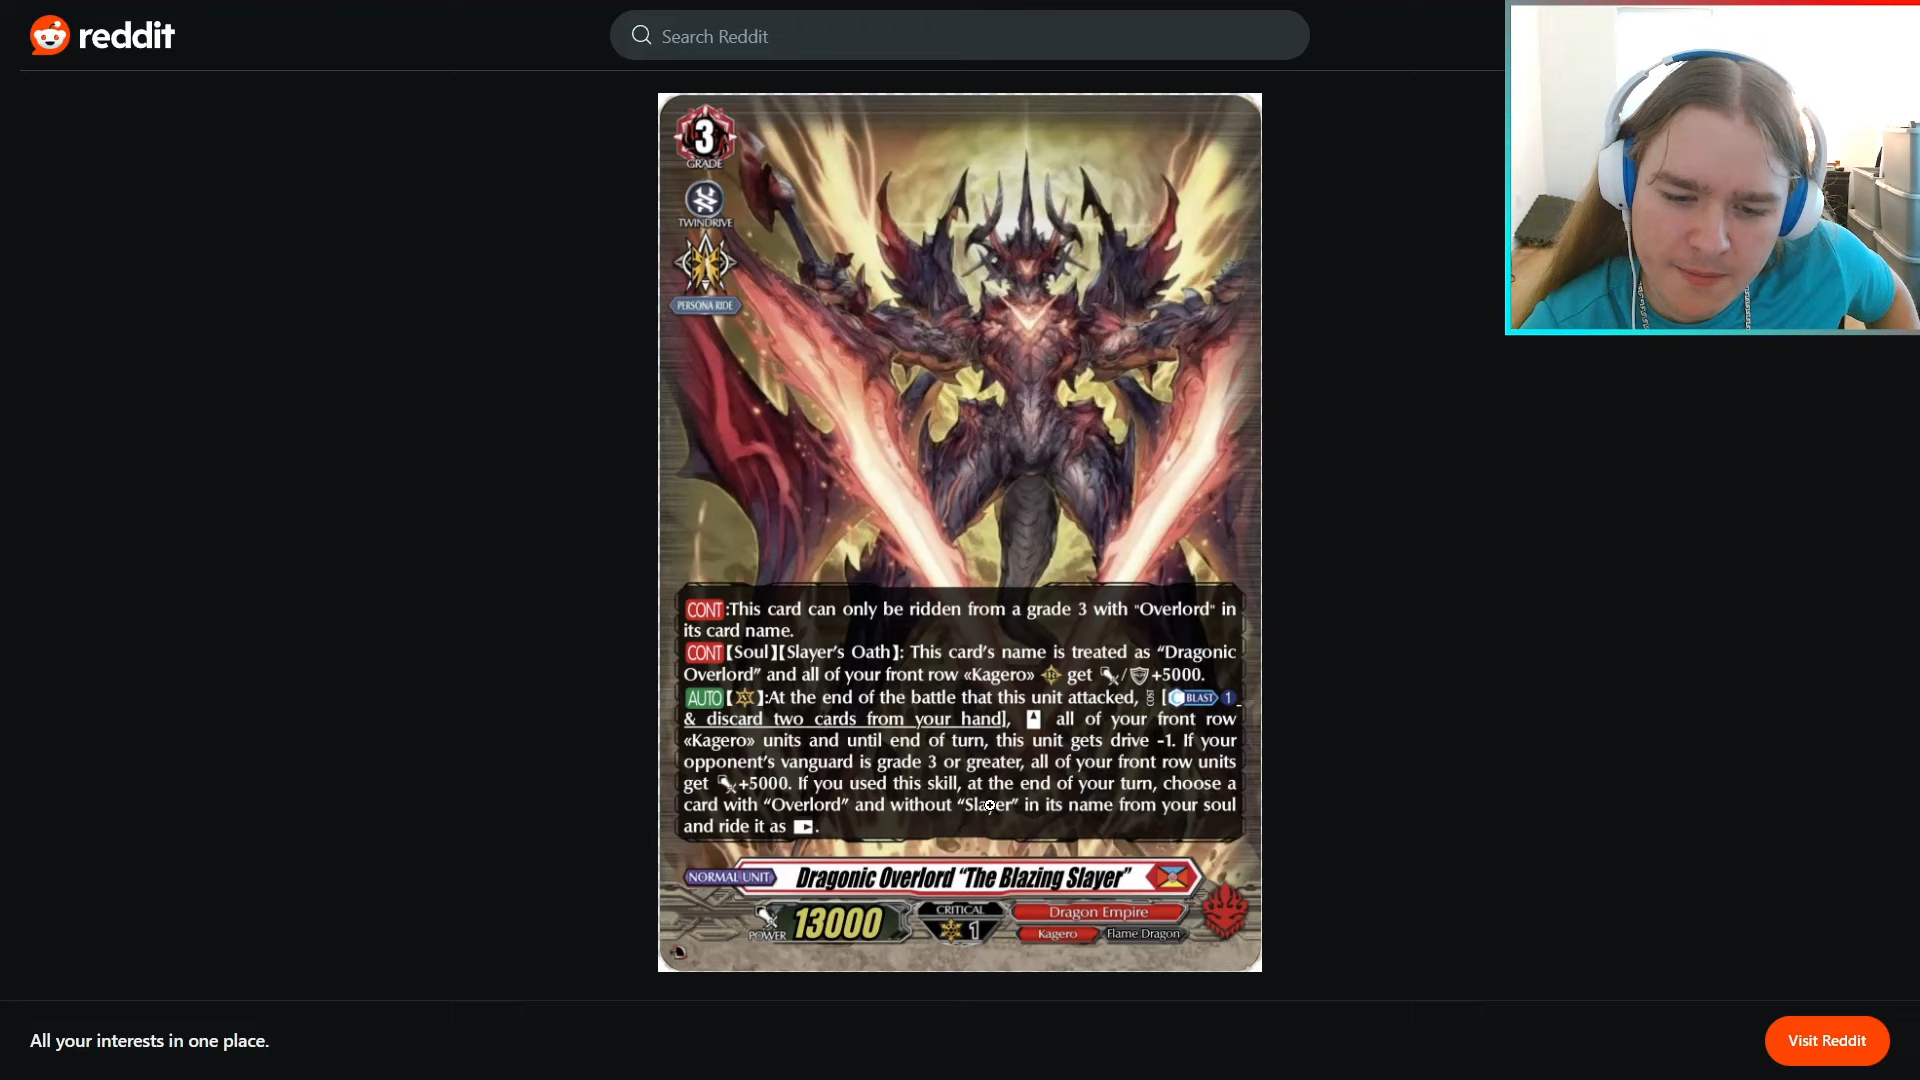 reddit
Search Reddit
3
GRADE
TWINDRIVE
PERSONA RIDE
CONT:This card can only be ridden from a grade 3 with "Overlord" in
its card name.
CONT【Soul】【Slayer's Oath】: This card's name is treated as “Dragonic
Overlord” and all of your front row «Kagero» get / +5000.
AUTO【 】:At the end of the battle that this unit attacked, COST [C BLAST 1
& discard two cards from your hand], all of your front row
«Kagero» units and until end of turn, this unit gets drive -1. If your
opponent's vanguard is grade 3 or greater, all of your front row units
get +5000. If you used this skill, at the end of your turn, choose a
card with “Overlord” and without “Slayer” in its name from your soul
and ride it as .
NORMAL UNIT Dragonic Overlord “The Blazing Slayer”
POWER 13000 CRITICAL 1 Dragon Empire
Kagero Flame Dragon
All your interests in one place.
Visit Reddit